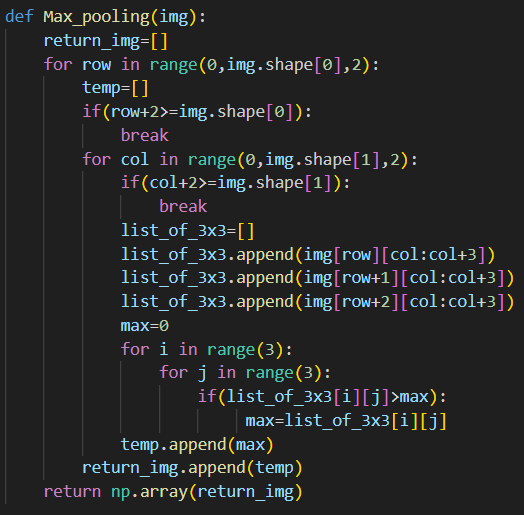 def Max_pooling(img):
    return_img=[]
    for row in range(0,img.shape[0],2):
        temp=[]
        if(row+2>=img.shape[0]):
            break
        for col in range(0,img.shape[1],2):
            if(col+2>=img.shape[1]):
                break
            list_of_3x3=[]
            list_of_3x3.append(img[row][col:col+3])
            list_of_3x3.append(img[row+1][col:col+3])
            list_of_3x3.append(img[row+2][col:col+3])
            max=0
            for i in range(3):
                for j in range(3):
                    if(list_of_3x3[i][j]>max):
                        max=list_of_3x3[i][j]
            temp.append(max)
        return_img.append(temp)
    return np.array(return_img)